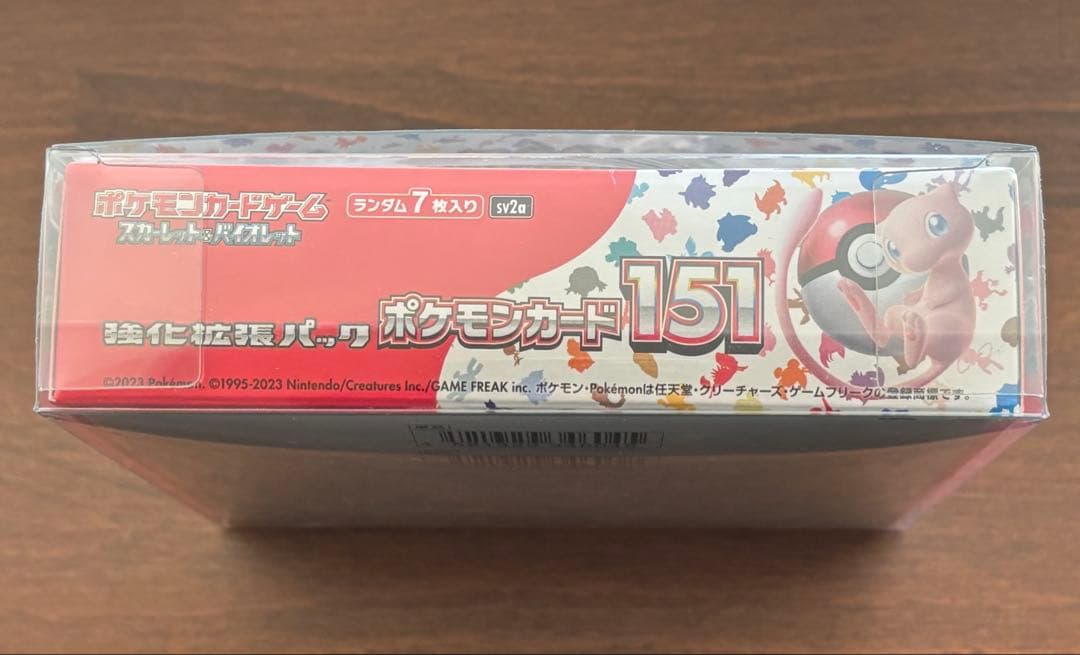 ポケモンカードゲーム
スカーレット&バイオレット
ランダム7枚入り
sv2a
強化拡張パック
ポケモンカード151
©2023 Pokémon. ©1995-2023 Nintendo/Creatures Inc./GAME FREAK inc. ポケモン・Pokémonは任天堂・クリーチャーズ・ゲームフリークの登録商標です。